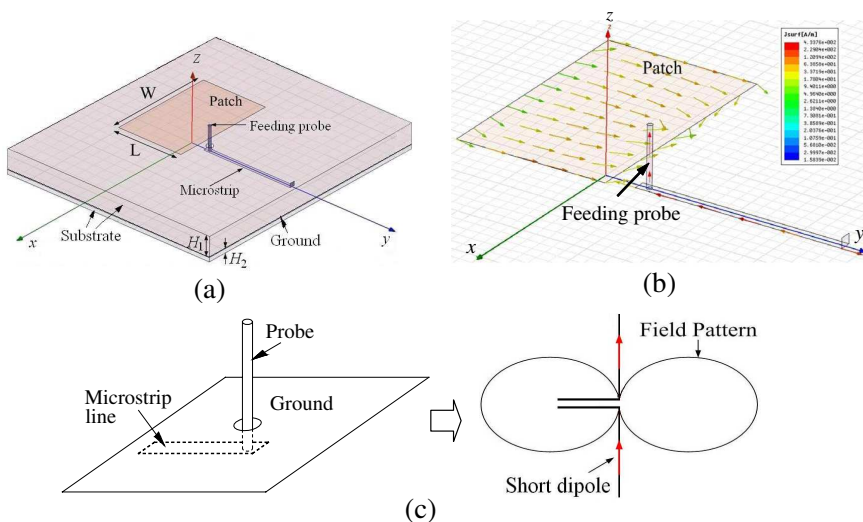 z
W
Patch
Feeding probe
L
Microstrip
x
Substrate
H1
H2
Ground
y
(a)
z
Patch
Feeding probe
x
y
Jsurf[A/m]
(b)
Probe
Microstrip
line
Ground
Field Pattern
Short dipole
(c)